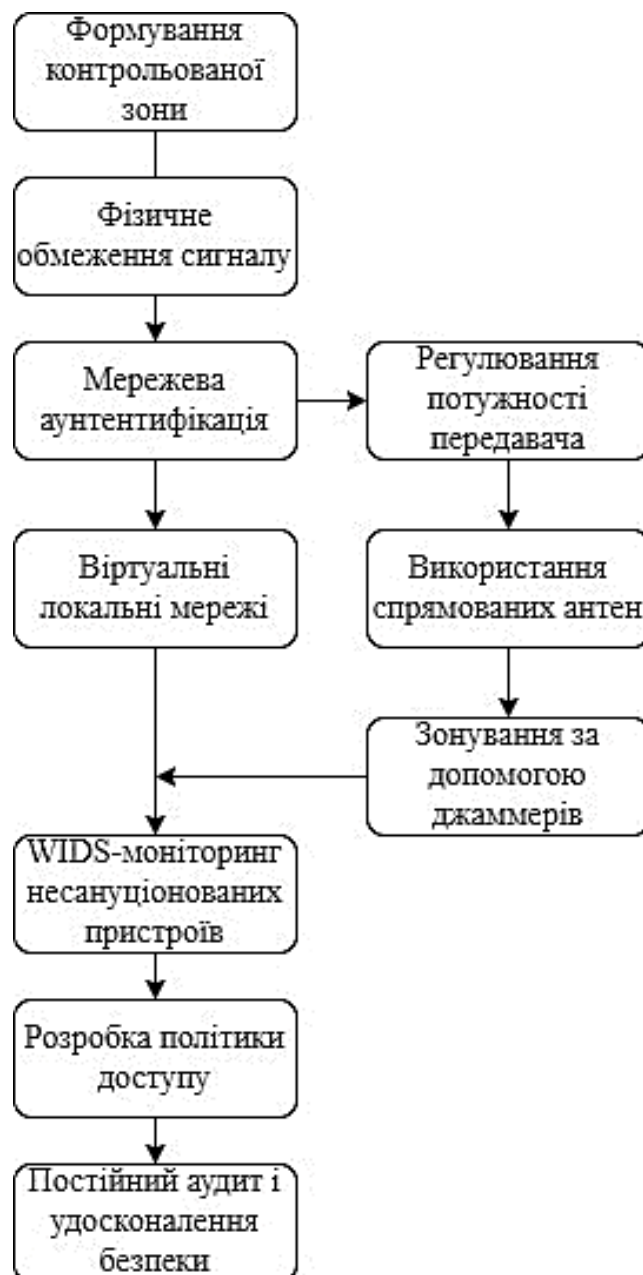 Формування
контрольованої
зони
Фізичне
обмеження сигналу
Мережева
аунтентифікація
Регулювання
потужності
передавача
Віртуальні
локальні мережі
Використання
спрямованих антен
Зонування за
допомогою
джаммерів
WIDS-моніторинг
несануціонованих
пристроїв
Розробка політики
доступу
Постійний аудит і
удосконалення
безпеки